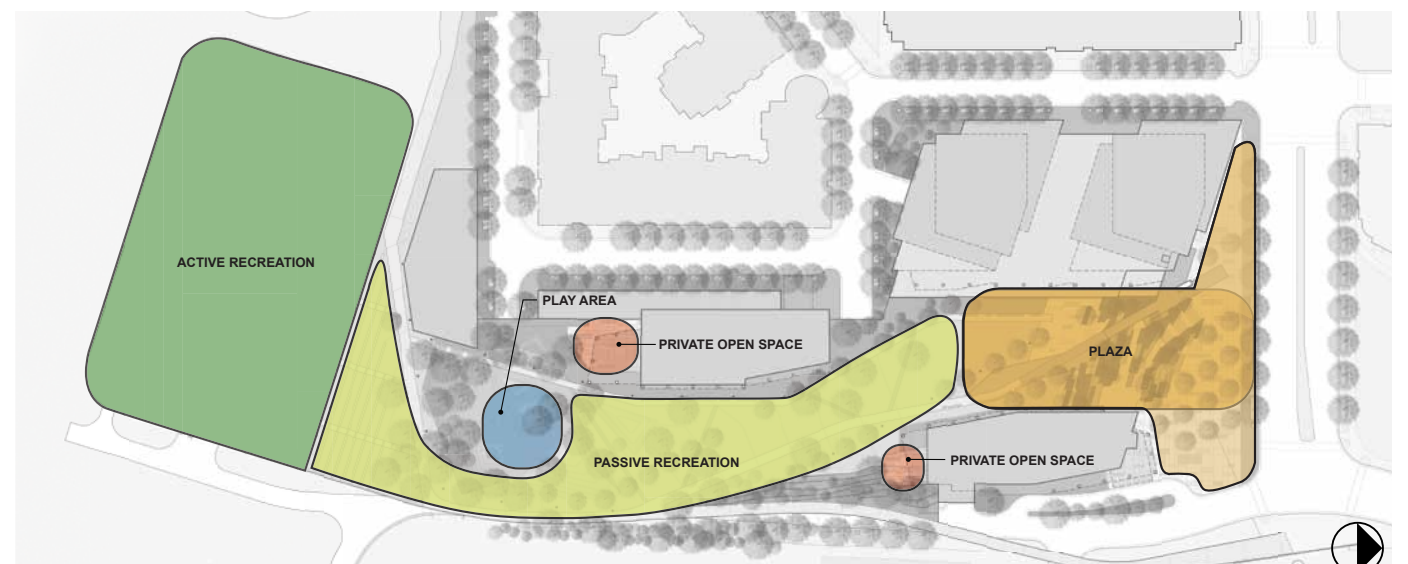 ACTIVE RECREATION
PLAY AREA
PRIVATE OPEN SPACE
PLAZA
PASSIVE RECREATION
PRIVATE OPEN SPACE